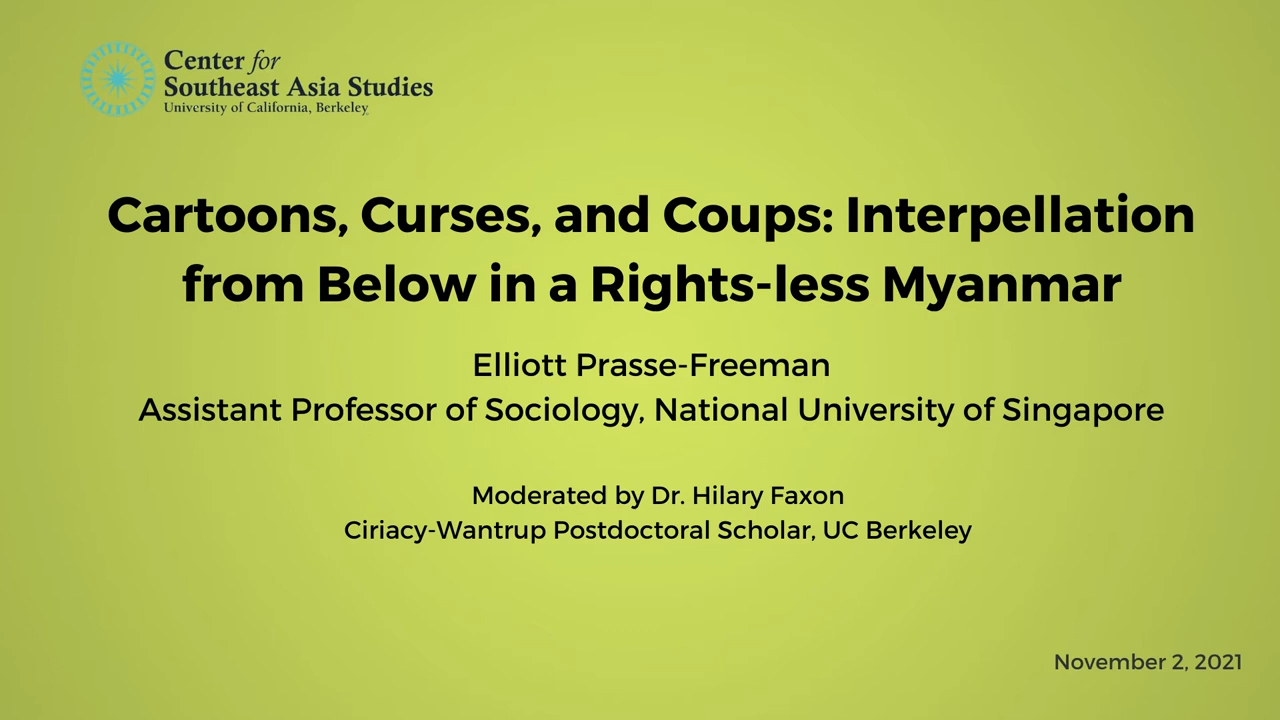 Center for
Southeast Asia Studies
University of California, Berkeley
Cartoons, Curses, and Coups: Interpellation
from Below in a Rights-less Myanmar
Elliott Prasse-Freeman
Assistant Professor of Sociology, National University of Singapore
Moderated by Dr. Hilary Faxon
Ciriacy-Wantrup Postdoctoral Scholar, UC Berkeley
November 2, 2021